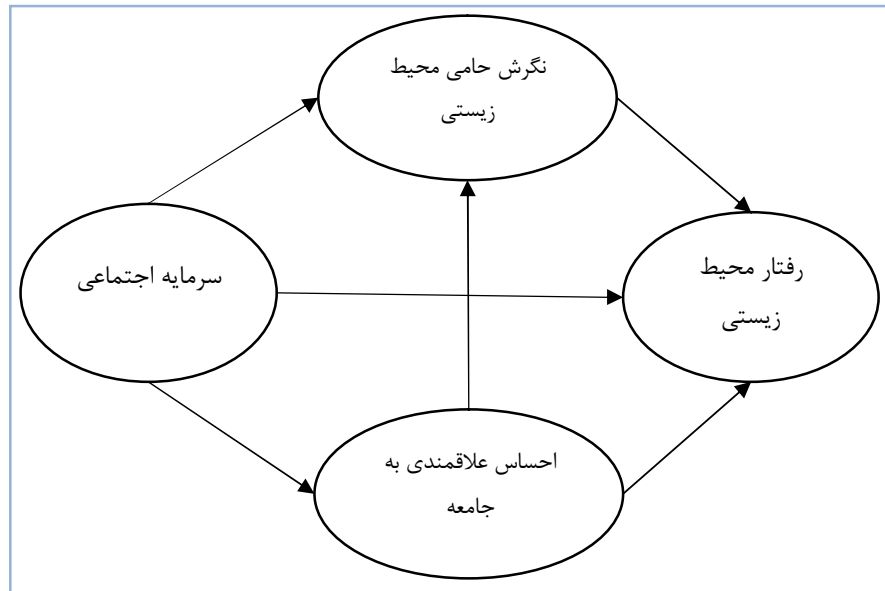 نگرش حامی محیط
زیستی
سرمایه اجتماعی
رفتار محیط
زیستی
احساس علاقمندی به
جامعه